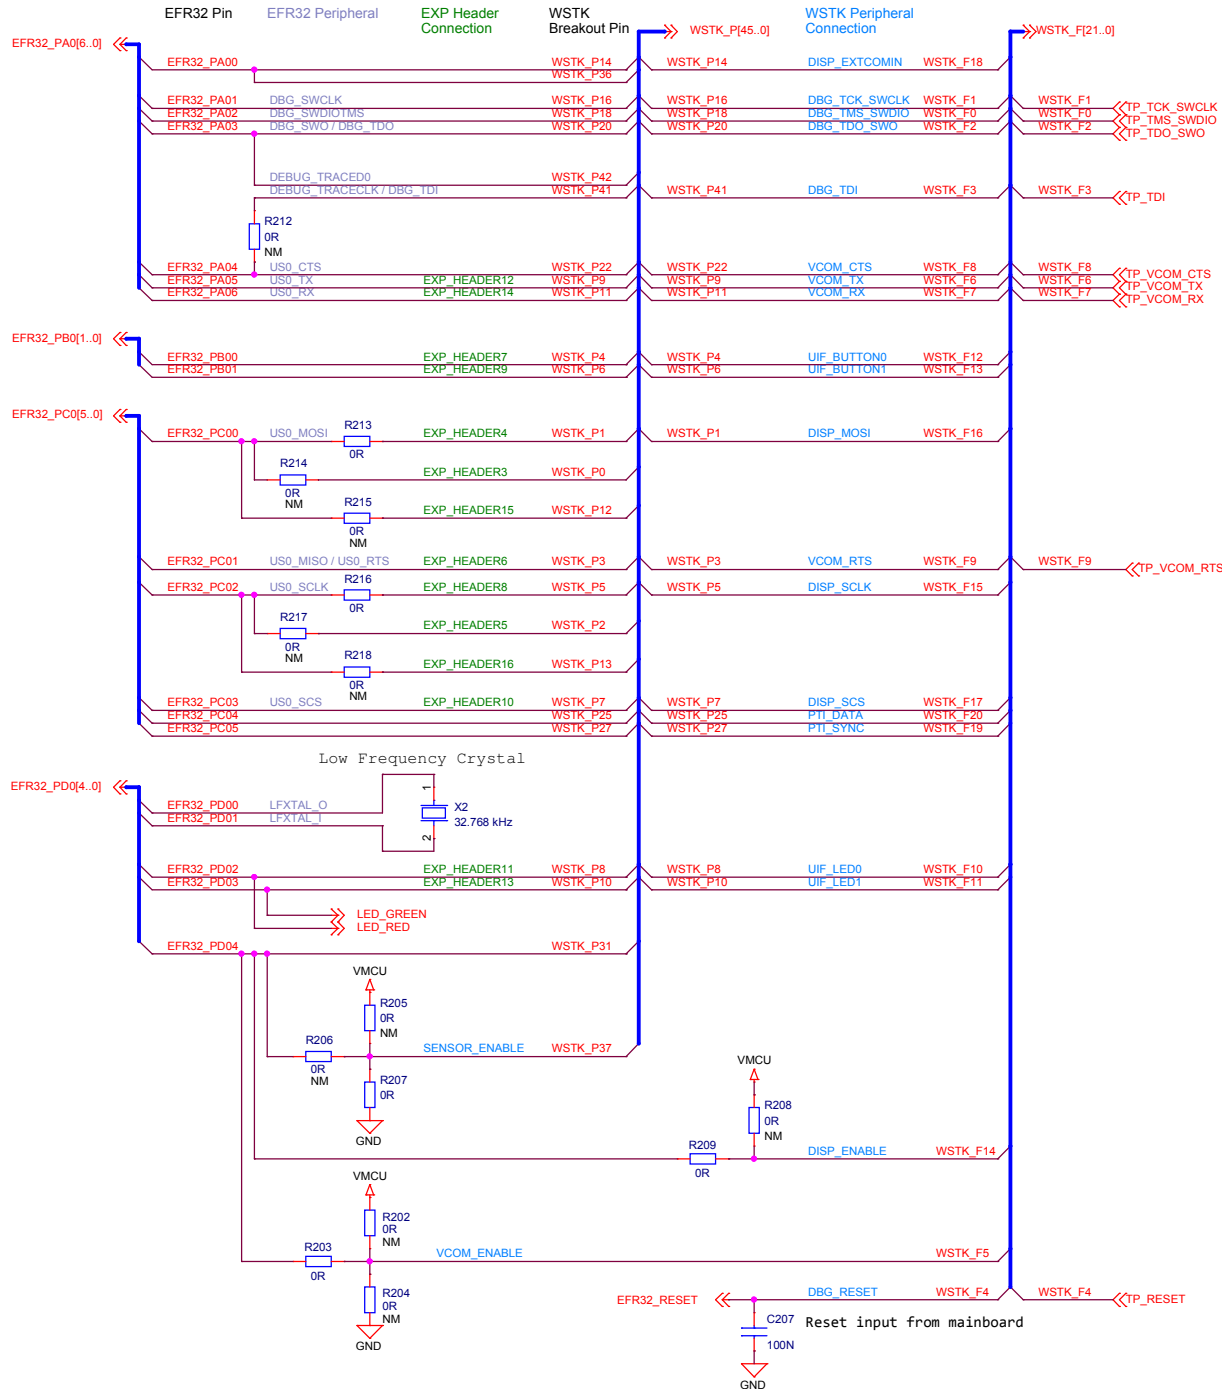 EFR32 Pin EFR32 Peripheral EXP Header Connection WSTK Breakout Pin WSTK Peripheral Connection
EFR32_PA0[6..0] WSTK_P[45..0] WSTK_F[21..0]
EFR32_PA00 WSTK_P14 WSTK_P14 DISP_EXTCOMIN WSTK_F18
WSTK_P36
EFR32_PA01 DBG_SWCLK WSTK_P16 WSTK_P16 DBG_TCK_SWCLK WSTK_F1 WSTK_F1 TP_TCK_SWCLK
EFR32_PA02 DBG_SWDIOTMS WSTK_P18 WSTK_P18 DBG_TMS_SWDIO WSTK_F0 WSTK_F0 TP_TMS_SWDIO
EFR32_PA03 DBG_SWO / DBG_TDO WSTK_P20 WSTK_P20 DBG_TDO_SWO WSTK_F2 WSTK_F2 TP_TDO_SWO
DEBUG_TRACED0 WSTK_P42
DEBUG_TRACECLK / DBG_TDI WSTK_P41 WSTK_P41 DBG_TDI WSTK_F3 WSTK_F3 TP_TDI
R212
0R
NM
EFR32_PA04 US0_CTS WSTK_P22 WSTK_P22 VCOM_CTS WSTK_F8 WSTK_F8 TP_VCOM_CTS
EFR32_PA05 US0_TX EXP_HEADER12 WSTK_P9 WSTK_P9 VCOM_TX WSTK_F6 WSTK_F6 TP_VCOM_TX
EFR32_PA06 US0_RX EXP_HEADER14 WSTK_P11 WSTK_P11 VCOM_RX WSTK_F7 WSTK_F7 TP_VCOM_RX
EFR32_PB0[1..0]
EFR32_PB00 EXP_HEADER7 WSTK_P4 WSTK_P4 UIF_BUTTON0 WSTK_F12
EFR32_PB01 EXP_HEADER9 WSTK_P6 WSTK_P6 UIF_BUTTON1 WSTK_F13
EFR32_PC0[5..0]
R213
EFR32_PC00 US0_MOSI EXP_HEADER4 WSTK_P1 WSTK_P1 DISP_MOSI WSTK_F16
0R
R214
EXP_HEADER3 WSTK_P0
0R
NM
R215
EXP_HEADER15 WSTK_P12
0R
NM
EFR32_PC01 US0_MISO / US0_RTS EXP_HEADER6 WSTK_P3 WSTK_P3 VCOM_RTS WSTK_F9 WSTK_F9 TP_VCOM_RTS
R216
EFR32_PC02 US0_SCLK EXP_HEADER8 WSTK_P5 WSTK_P5 DISP_SCLK WSTK_F15
0R
R217
EXP_HEADER5 WSTK_P2
0R
NM
R218
EXP_HEADER16 WSTK_P13
0R
NM
EFR32_PC03 US0_SCS EXP_HEADER10 WSTK_P7 WSTK_P7 DISP_SCS WSTK_F17
EFR32_PC04 WSTK_P25 WSTK_P25 PTI_DATA WSTK_F20
EFR32_PC05 WSTK_P27 WSTK_P27 PTI_SYNC WSTK_F19
Low Frequency Crystal
EFR32_PD0[4..0]
1
EFR32_PD00 LFXTAL_O X2
EFR32_PD01 LFXTAL_I 32.768 kHz
2
EFR32_PD02 EXP_HEADER11 WSTK_P8 WSTK_P8 UIF_LED0 WSTK_F10
EFR32_PD03 EXP_HEADER13 WSTK_P10 WSTK_P10 UIF_LED1 WSTK_F11
LED_GREEN
LED_RED
EFR32_PD04 WSTK_P31
VMCU
R205
0R
NM
R206
SENSOR_ENABLE WSTK_P37
0R
NM
R207
0R
GND
VMCU
R208
0R
NM
R209
DISP_ENABLE WSTK_F14
0R
VMCU
R202
0R
NM
R203
VCOM_ENABLE WSTK_F5
0R
R204
0R
NM
GND
EFR32_RESET DBG_RESET WSTK_F4 WSTK_F4 TP_RESET
C207 Reset input from mainboard
100N
GND